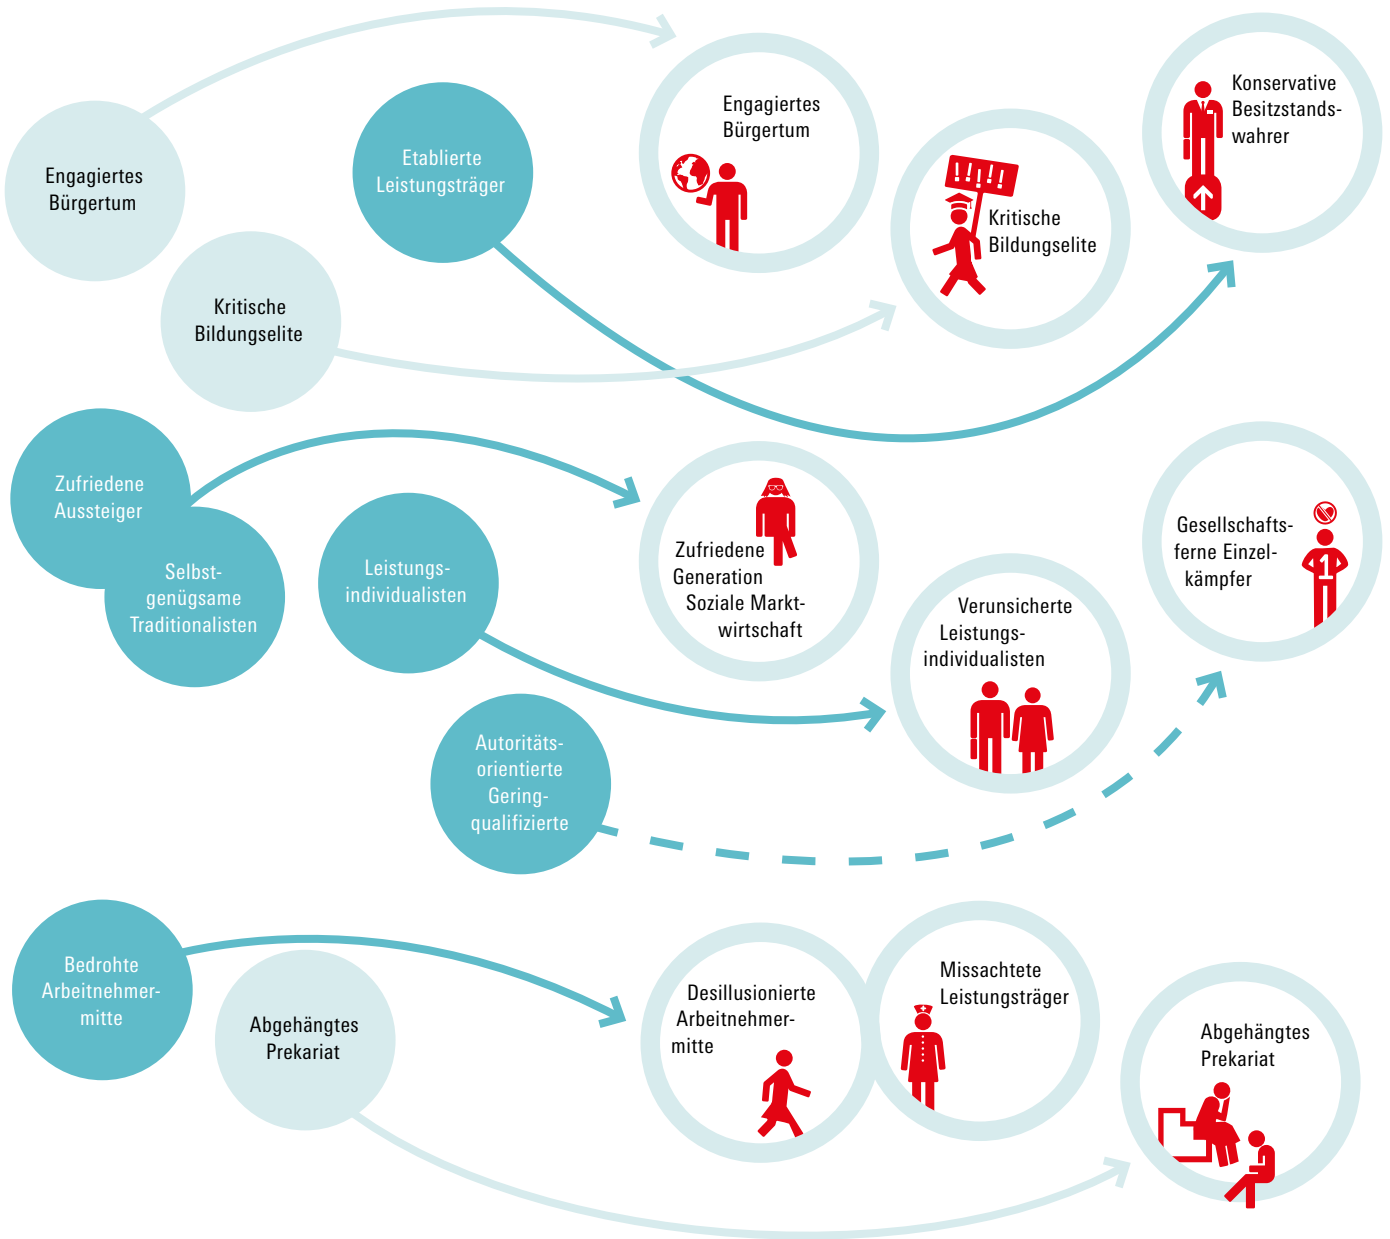 Engagiertes
Bürgertum
Etablierte
Leistungsträger
Kritische
Bildungselite
Engagiertes
Bürgertum
!!!!!
Kritische
Bildungselite
Konservative
Besitzstands-
wahrer
Zufriedene
Aussteiger
Selbst-
genügsame
Traditionalisten
Leistungs-
individualisten
Autoritäts-
orientierte
Gering-
qualifizierte
Zufriedene
Generation
Soziale Markt-
wirtschaft
Verunsicherte
Leistungs-
individualisten
Gesellschafts-
ferne Einzel-
kämpfer
1
Bedrohte
Arbeitnehmer-
mitte
Abgehängtes
Prekariat
Desillusionierte
Arbeitnehmer-
mitte
Missachtete
Leistungsträger
Abgehängtes
Prekariat